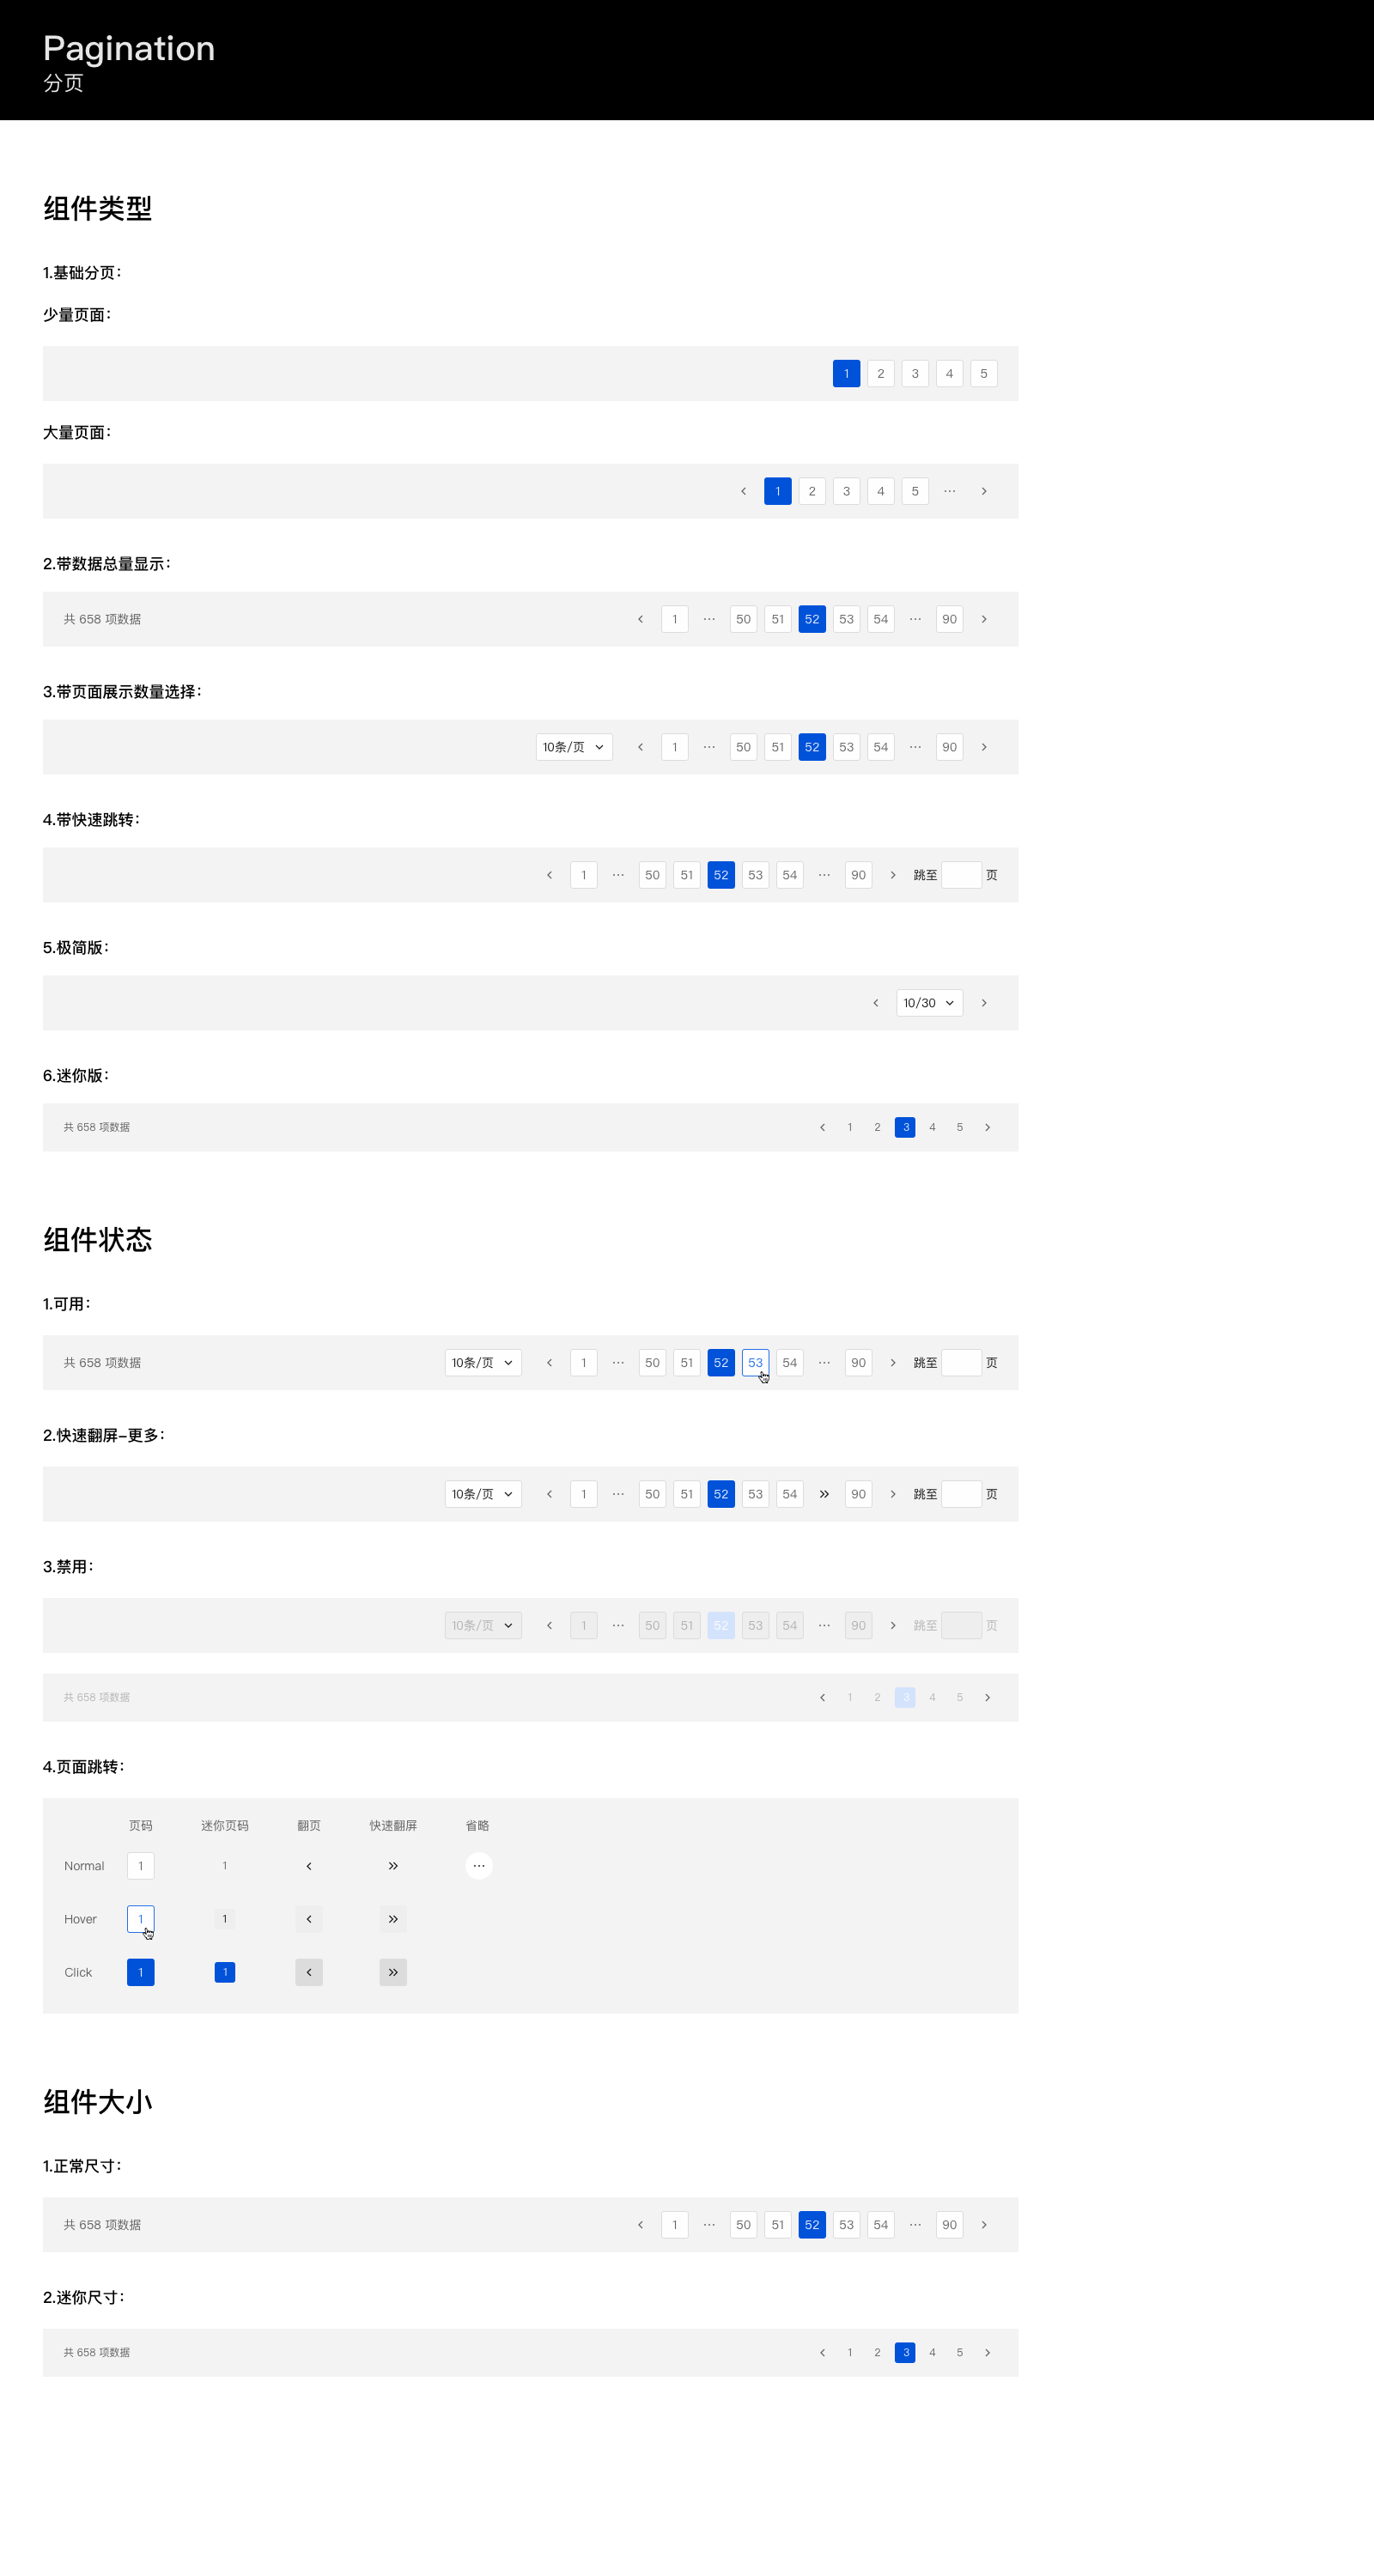 Pagination
分页
组件类型
1.基础分页：
少量页面：
1 2 3 4 5
大量页面：
1 2 3 4 5 ···
2.带数据总量显示：
共 658 项数据 1 ··· 50 51 52 53 54 ··· 90
3.带页面展示数量选择：
10条/页 1 ··· 50 51 52 53 54 ··· 90
4.带快速跳转：
1 ··· 50 51 52 53 54 ··· 90 跳至 页
5.极简版：
10/30
6.迷你版：
共 658 项数据 1 2 3 4 5
组件状态
1.可用：
共 658 项数据 10条/页 1 ··· 50 51 52 53 54 ··· 90 跳至 页
2.快速翻屏-更多：
10条/页 1 ··· 50 51 52 53 54 90 跳至 页
3.禁用：
10条/页 1 ··· 50 51 52 53 54 ··· 90 跳至 页
共 658 项数据 1 2 3 4 5
4.页面跳转：
页码 迷你页码 翻页 快速翻屏 省略
Normal 1 1 ···
Hover 1 1
Click 1 1
组件大小
1.正常尺寸：
共 658 项数据 1 ··· 50 51 52 53 54 ··· 90
2.迷你尺寸：
共 658 项数据 1 2 3 4 5